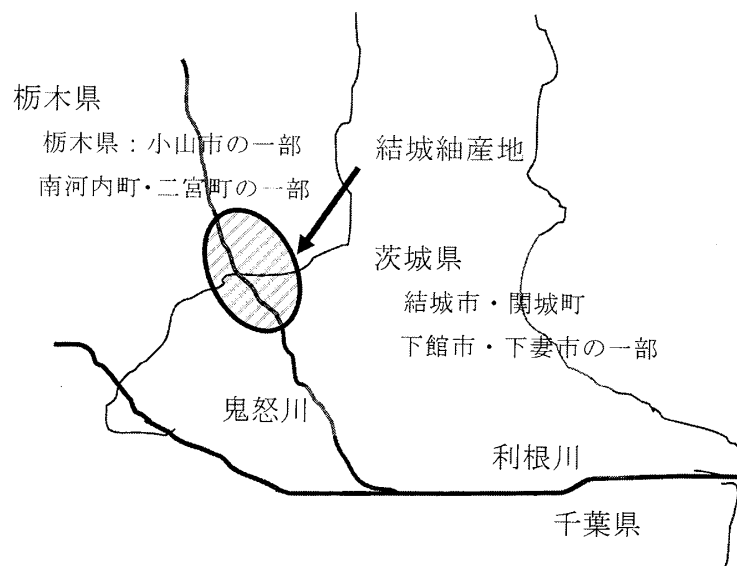 栃木県
栃木県：小山市の一部
南河内町・二宮町の一部
結城紬産地
茨城県
結城市・関城町
下館市・下妻市の一部
鬼怒川
利根川
千葉県